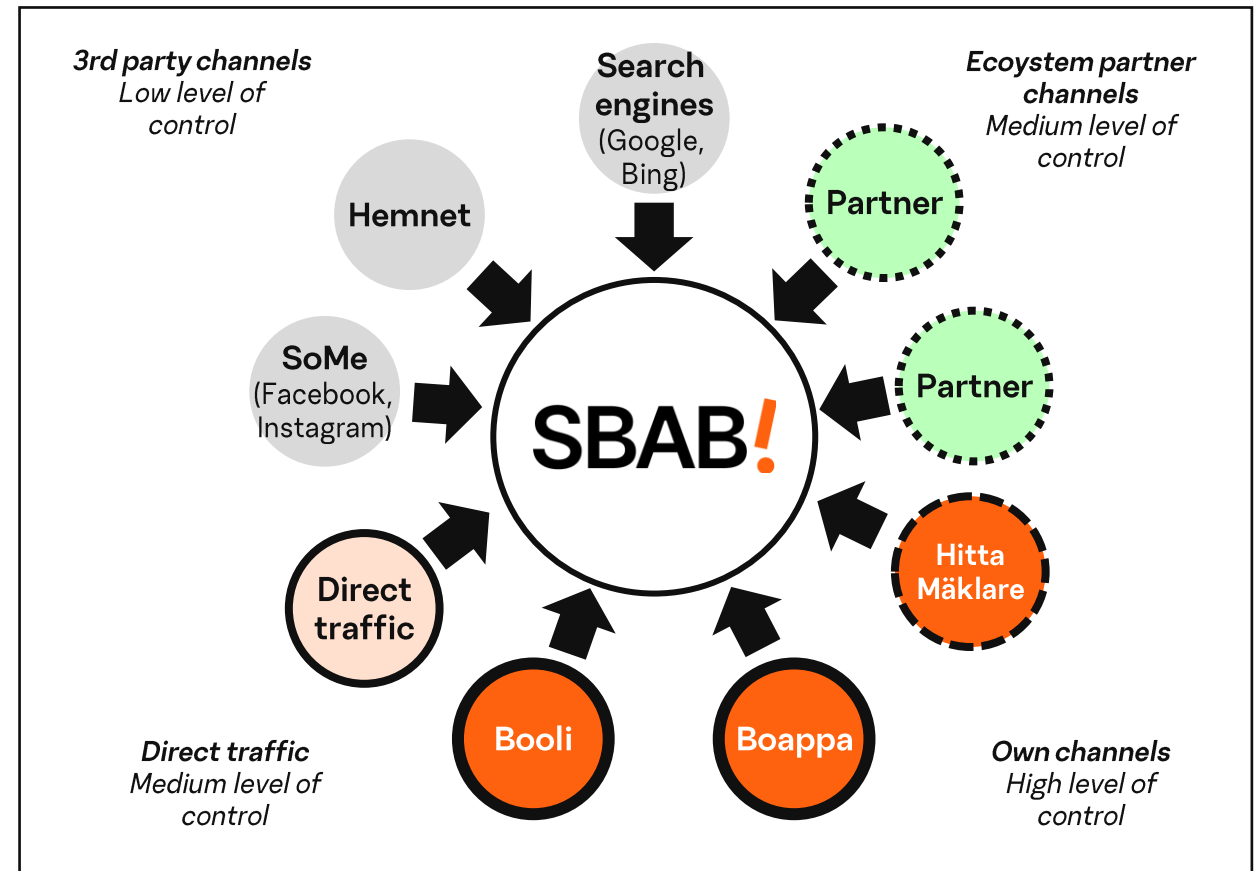 3rd party channels
Low level of
control
Search
engines
(Google,
Bing)
Ecoystem partner
channels
Medium level of
control
Hemnet
Partner
SoMe
(Facebook,
Instagram)
Partner
SBAB!
Hitta
Mäklare
Direct
traffic
Booli
Boappa
Direct traffic
Medium level of
control
Own channels
High level of
control